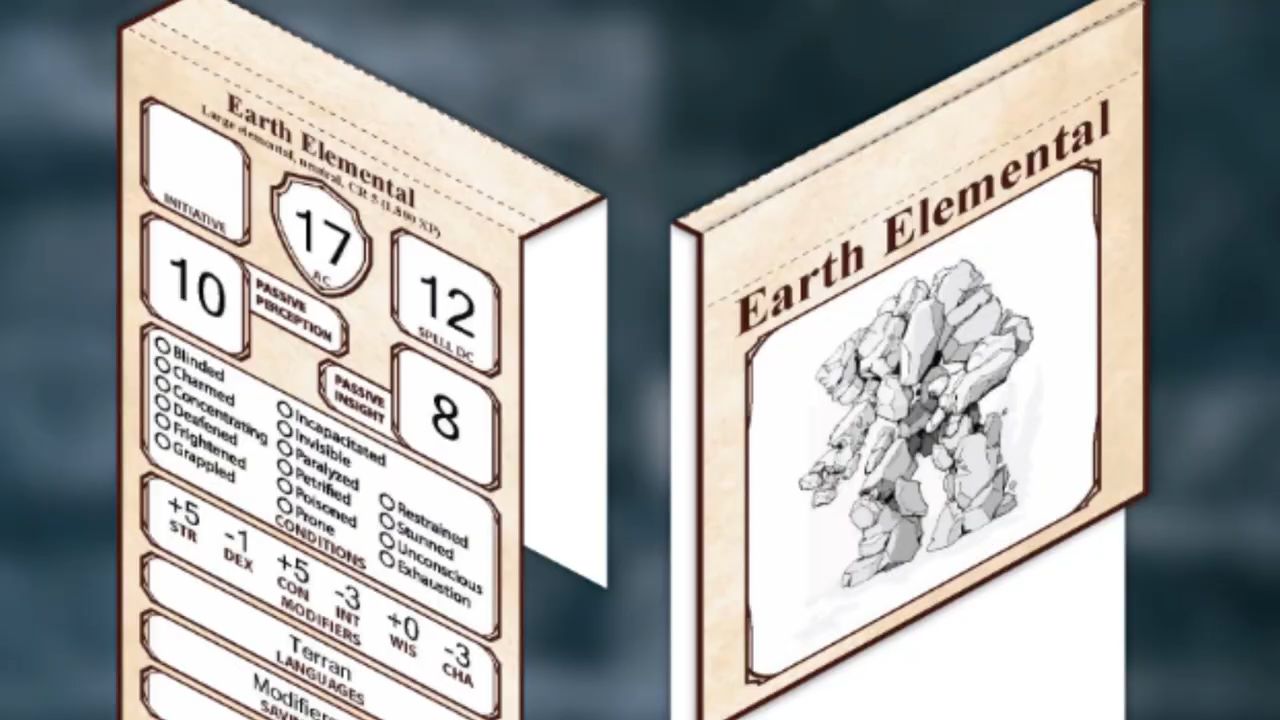 Earth Elemental
Large elemental, neutral, CR 5 (1,800 XP)
INITIATIVE
17
AC
12
SPELL DC
10
PASSIVE
PERCEPTION
PASSIVE
INSIGHT
8
Blinded
Charmed
Concentrating
Deafened
Frightened
Grappled
Incapacitated
Invisible
Paralyzed
Petrified
Poisoned
Prone
Restrained
Stunned
Unconscious
Exhaustion
CONDITIONS
+5 -1 +5 -3 +0 -3
STR DEX CON INT WIS CHA
MODIFIERS
Terran
LANGUAGES
Earth Elemental